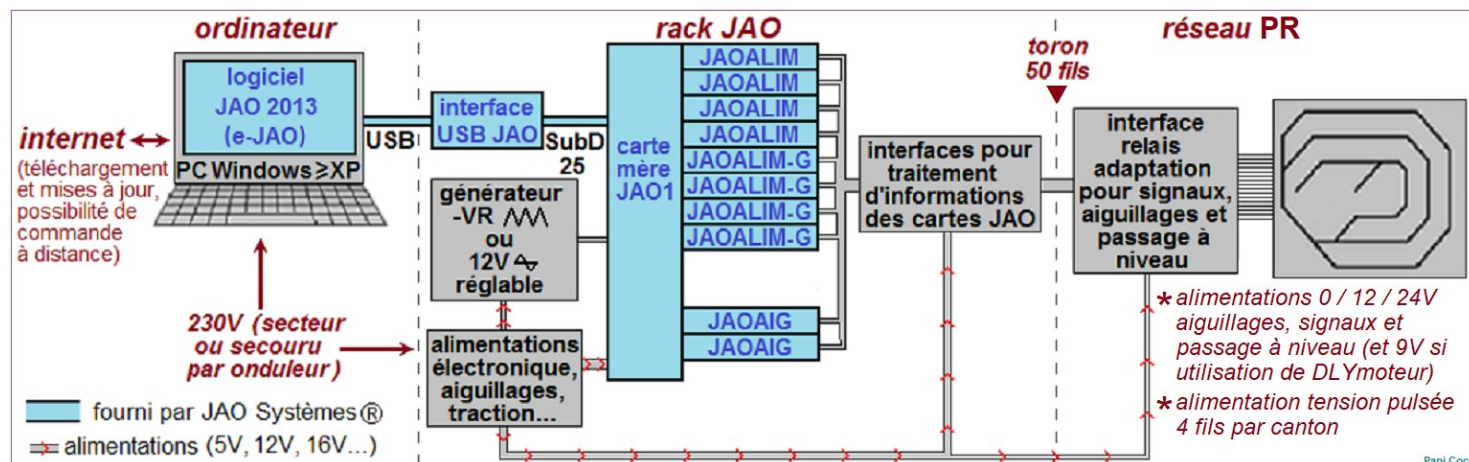 ordinateur
rack JAO
réseau PR
toron
50 fils
logiciel
JAO 2013
(e-JAO)
PC Windows ≥XP
internet
(téléchargement
et mises à jour,
possibilité de
commande
à distance)
USB
interface
USB JAO
SubD
25
générateur
-VR
ou
12V
réglable
230V (secteur
ou secouru
par onduleur)
alimentations
électronique,
aiguillages,
traction...
carte
mère
JAO1
JAOALIM
JAOALIM
JAOALIM
JAOALIM
JAOALIM-G
JAOALIM-G
JAOALIM-G
JAOALIM-G
JAOAIG
JAOAIG
interfaces pour
traitement
d'informations
des cartes JAO
interface
relais
adaptation
pour signaux,
aiguillages et
passage à
niveau
* alimentations 0 / 12 / 24V
aiguillages, signaux et
passage à niveau (et 9V si
utilisation de DLYmoteur)
* alimentation tension pulsée
4 fils par canton
fourni par JAO Systèmes ®
alimentations (5V, 12V, 16V...)
Papi Coc